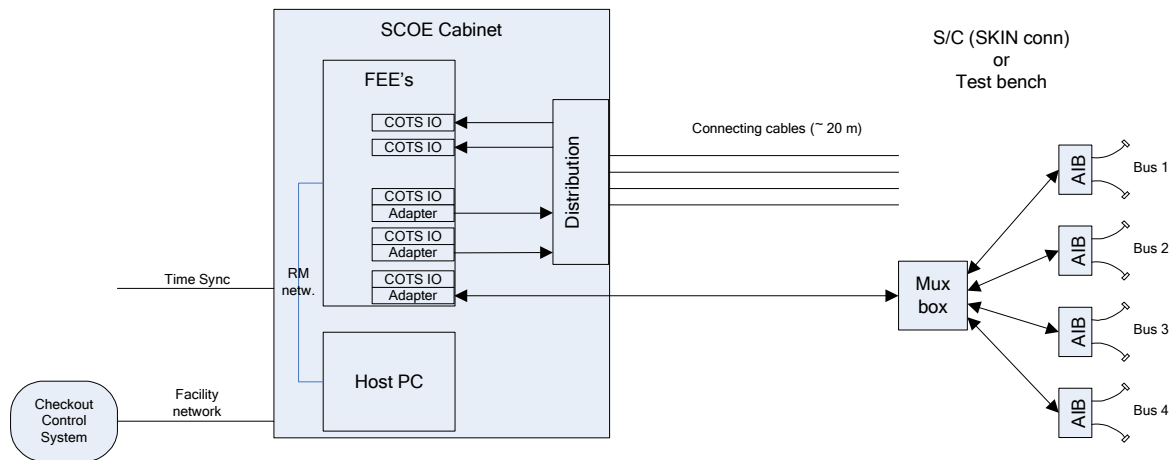 SCOE Cabinet
FEE's
COTS IO
COTS IO
COTS IO
Adapter
COTS IO
Adapter
COTS IO
Adapter
Distribution
RM
netw.
Host PC
Time Sync
Facility
network
Checkout
Control
System
Connecting cables (~ 20 m)
S/C (SKIN conn)
or
Test bench
Mux
box
AIB
Bus 1
AIB
Bus 2
AIB
Bus 3
AIB
Bus 4